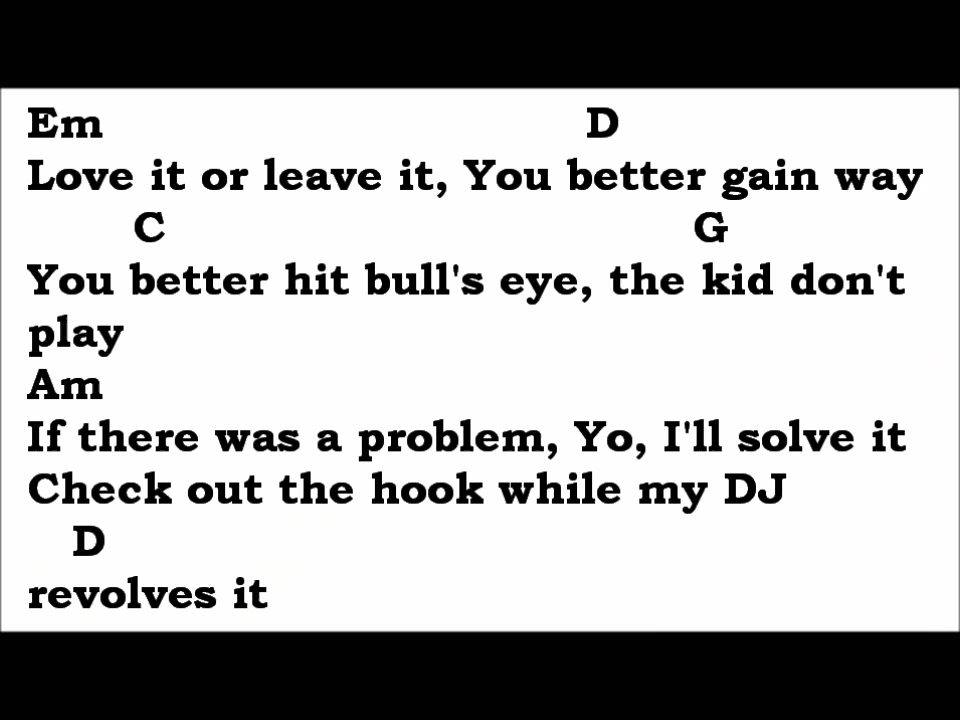 Em D
Love it or leave it, You better gain way
C G
You better hit bull's eye, the kid don't
play
Am
If there was a problem, Yo, I'll solve it
Check out the hook while my DJ
D
revolves it